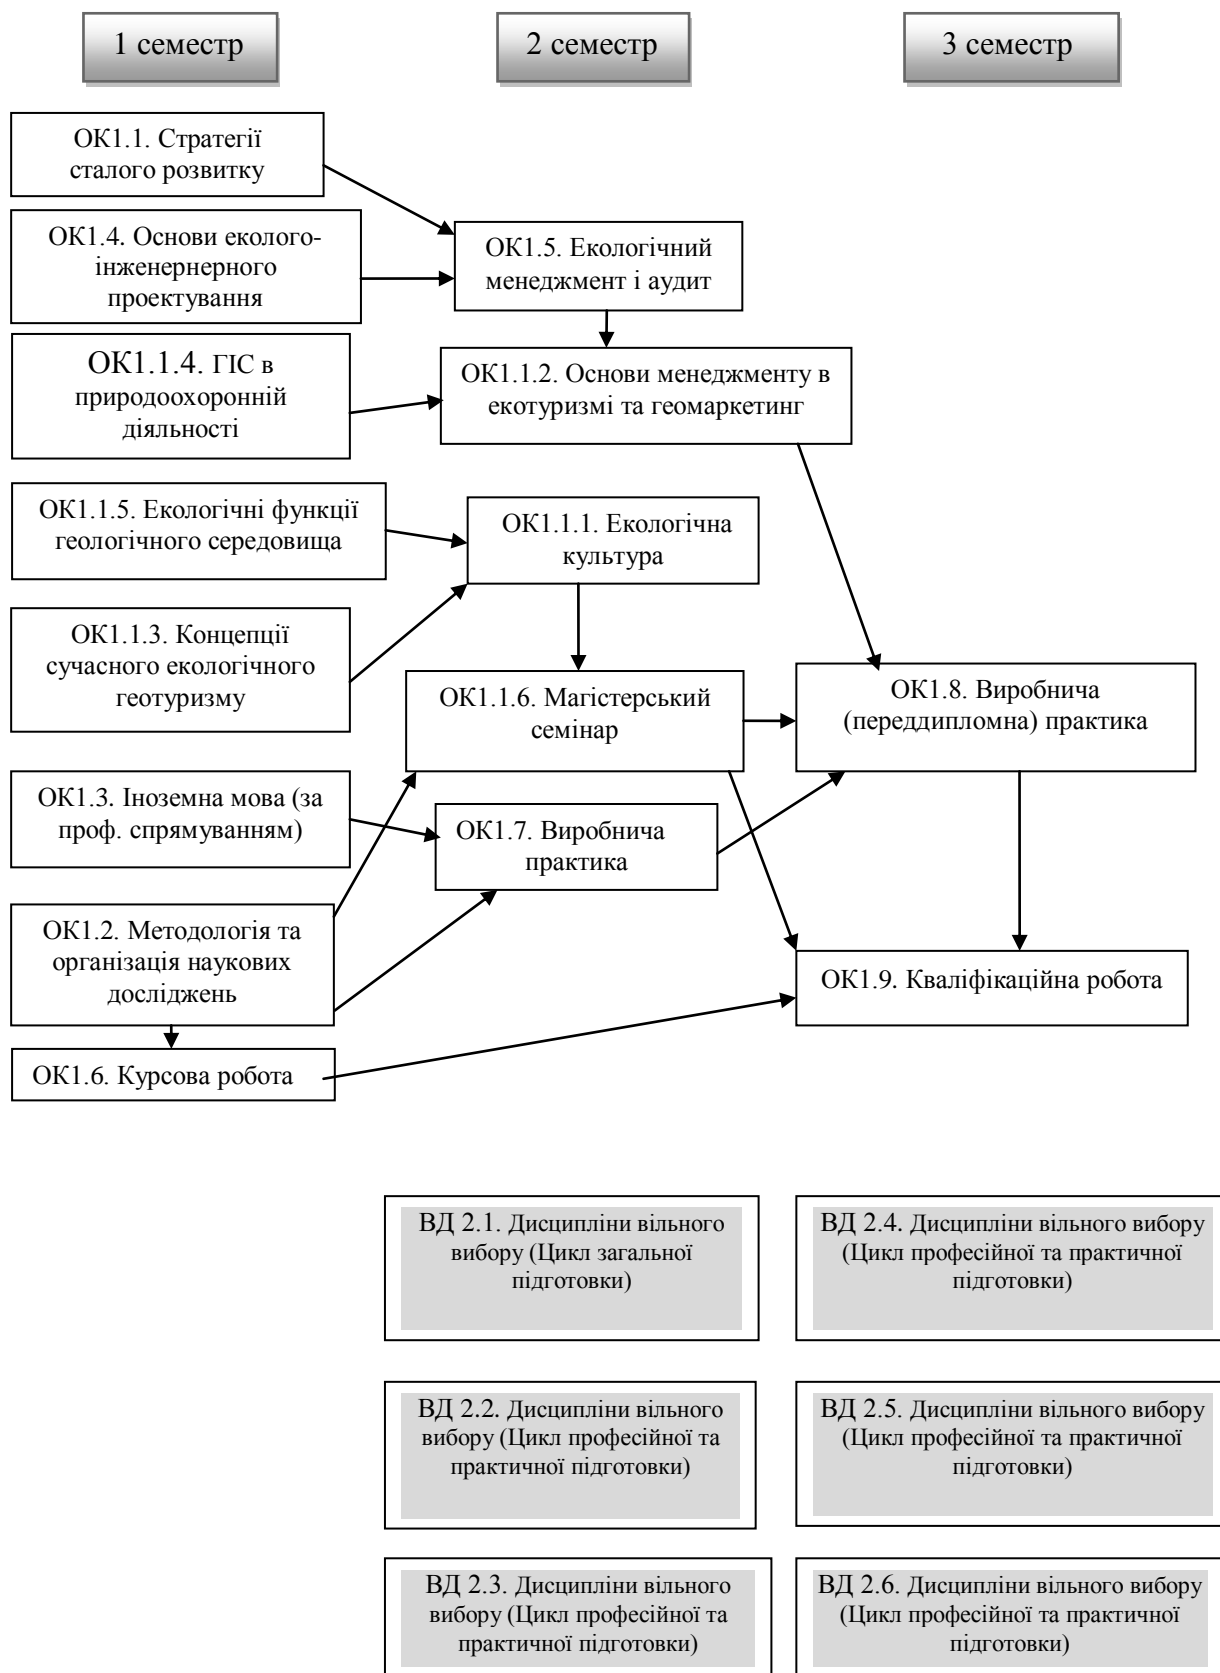 1 семестр
2 семестр
3 семестр
ОК1.1. Стратегії
сталого розвитку
ОК1.4. Основи еколого-
інженернерного
проектування
ОК1.5. Екологічний
менеджмент і аудит
ОК1.1.4. ГІС в
природоохоронній
діяльності
ОК1.1.2. Основи менеджменту в
екотуризмі та геомаркетинг
ОК1.1.5. Екологічні функції
геологічного середовища
ОК1.1.1. Екологічна
культура
ОК1.1.3. Концепції
сучасного екологічного
геотуризму
ОК1.1.6. Магістерський
семінар
ОК1.8. Виробнича
(переддипломна) практика
ОК1.3. Іноземна мова (за
проф. спрямуванням)
ОК1.7. Виробнича
практика
ОК1.2. Методологія та
організація наукових
досліджень
ОК1.9. Кваліфікаційна робота
ОК1.6. Курсова робота
ВД 2.1. Дисципліни вільного
вибору (Цикл загальної
підготовки)
ВД 2.4. Дисципліни вільного вибору
(Цикл професійної та практичної
підготовки)
ВД 2.2. Дисципліни вільного
вибору (Цикл професійної та
практичної підготовки)
ВД 2.5. Дисципліни вільного вибору
(Цикл професійної та практичної
підготовки)
ВД 2.3. Дисципліни вільного
вибору (Цикл професійної та
практичної підготовки)
ВД 2.6. Дисципліни вільного вибору
(Цикл професійної та практичної
підготовки)